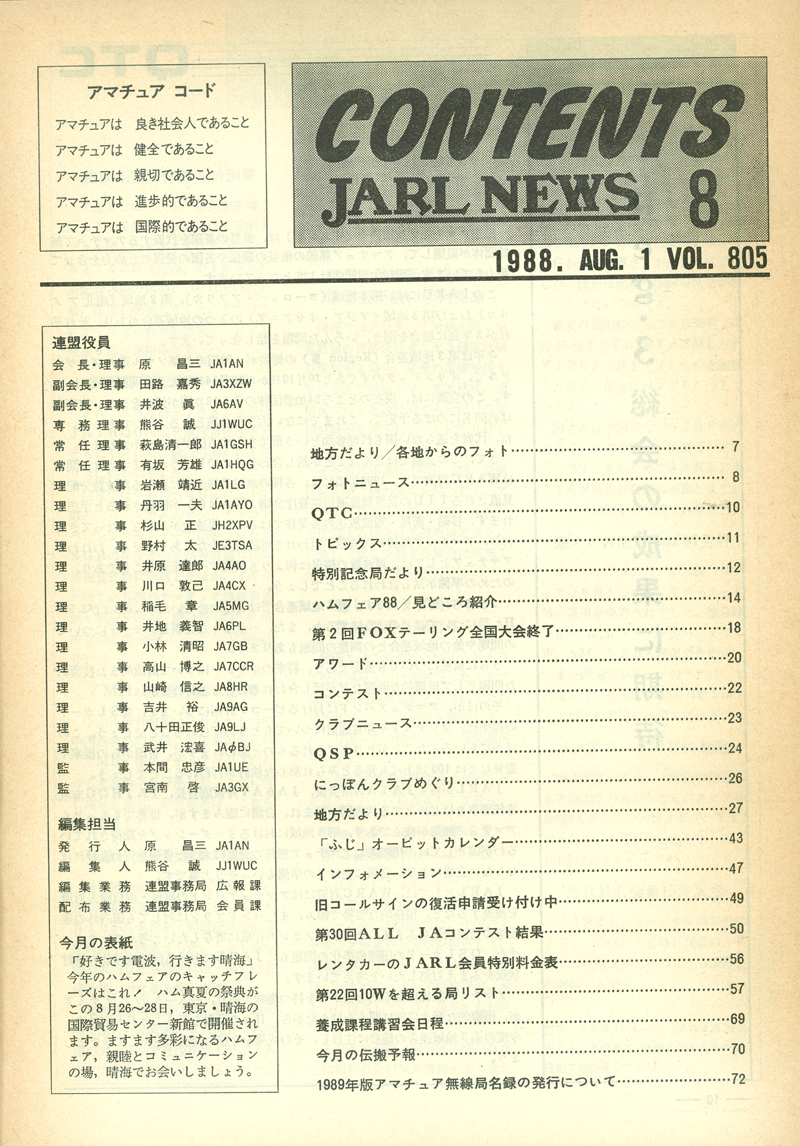 アマチュア コード
アマチュアは 良き社会人であること
アマチュアは 健全であること
アマチュアは 親切であること
アマチュアは 進歩的であること
アマチュアは 国際的であること
CONTENTS
JARL NEWS 8
1988. AUG. 1 VOL. 805
連盟役員
会長・理事 原 昌三 JA1AN
副会長・理事 田路 嘉秀 JA3XZW
副会長・理事 井波 眞 JA6AV
専務理事 熊谷 誠 JJ1WUC
常任理事 萩島清一郎 JA1GSH
常任理事 有坂 芳雄 JA1HQG
理事 岩瀬 靖近 JA1LG
理事 丹羽 一夫 JA1AYO
理事 杉山 正 JH2XPV
理事 野村 太 JE3TSA
理事 井原 達郎 JA4AO
理事 川口 敦己 JA4CX
理事 稲毛 章 JA5MG
理事 井地 義智 JA6PL
理事 小林 清昭 JA7GB
理事 高山 博之 JA7CCR
理事 山崎 信之 JA8HR
理事 吉井 裕 JA9AG
理事 八十田正俊 JA9LJ
理事 武井 浤喜 JAφBJ
監事 本間 忠彦 JA1UE
監事 宮南 啓 JA3GX
編集担当
発行人 原 昌三 JA1AN
編集人 熊谷 誠 JJ1WUC
編集業務 連盟事務局 広報課
配布業務 連盟事務局 会員課
今月の表紙
「好きです電波，行きます晴海」
今年のハムフェアのキャッチフレ
ーズはこれ！ ハム真夏の祭典が
この8月26〜28日，東京・晴海の
国際貿易センター新館で開催され
ます。ますます多彩になるハムフ
ェア，親睦とコミュニケーション
の場，晴海でお会いしましょう。
地方だより／各地からのフォト…………7
フォトニュース…………8
QTC…………10
トピックス…………11
特別記念局だより…………12
ハムフェア88／見どころ紹介…………14
第2回FOXテーリング全国大会終了…………18
アワード…………20
コンテスト…………22
クラブニュース…………23
QSP…………24
にっぽんクラブめぐり…………26
地方だより…………27
「ふじ」オービットカレンダー…………43
インフォメーション…………47
旧コールサインの復活申請受け付け中…………49
第30回ALL JAコンテスト結果…………50
レンタカーのJARL会員特別料金表…………56
第22回10Wを超える局リスト…………57
養成課程講習会日程…………69
今月の伝搬予報…………70
1989年版アマチュア無線局名録の発行について…………72